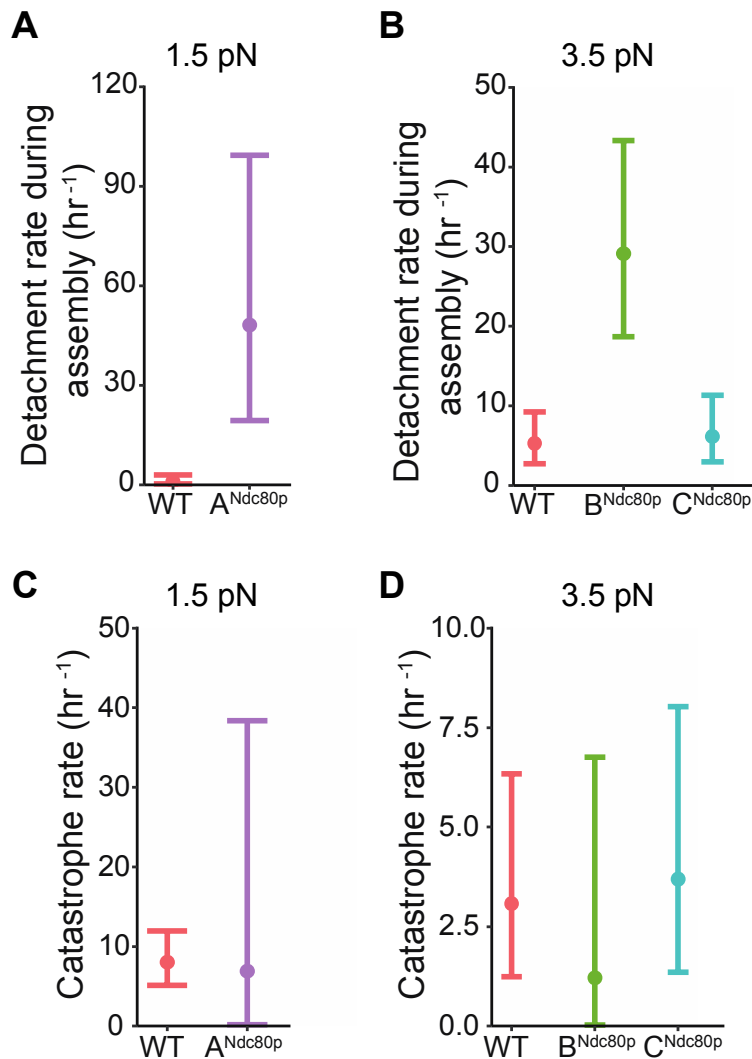 A
1.5 pN
Detachment rate during
assembly (hr⁻¹)
120
90
60
30
0
WT
A^Ndc80p
B
3.5 pN
Detachment rate during
assembly (hr⁻¹)
50
40
30
20
10
0
WT
B^Ndc80p
C^Ndc80p
C
1.5 pN
Catastrophe rate (hr⁻¹)
50
40
30
20
10
0
WT
A^Ndc80p
D
3.5 pN
Catastrophe rate (hr⁻¹)
10.0
7.5
5.0
2.5
0.0
WT
B^Ndc80p
C^Ndc80p